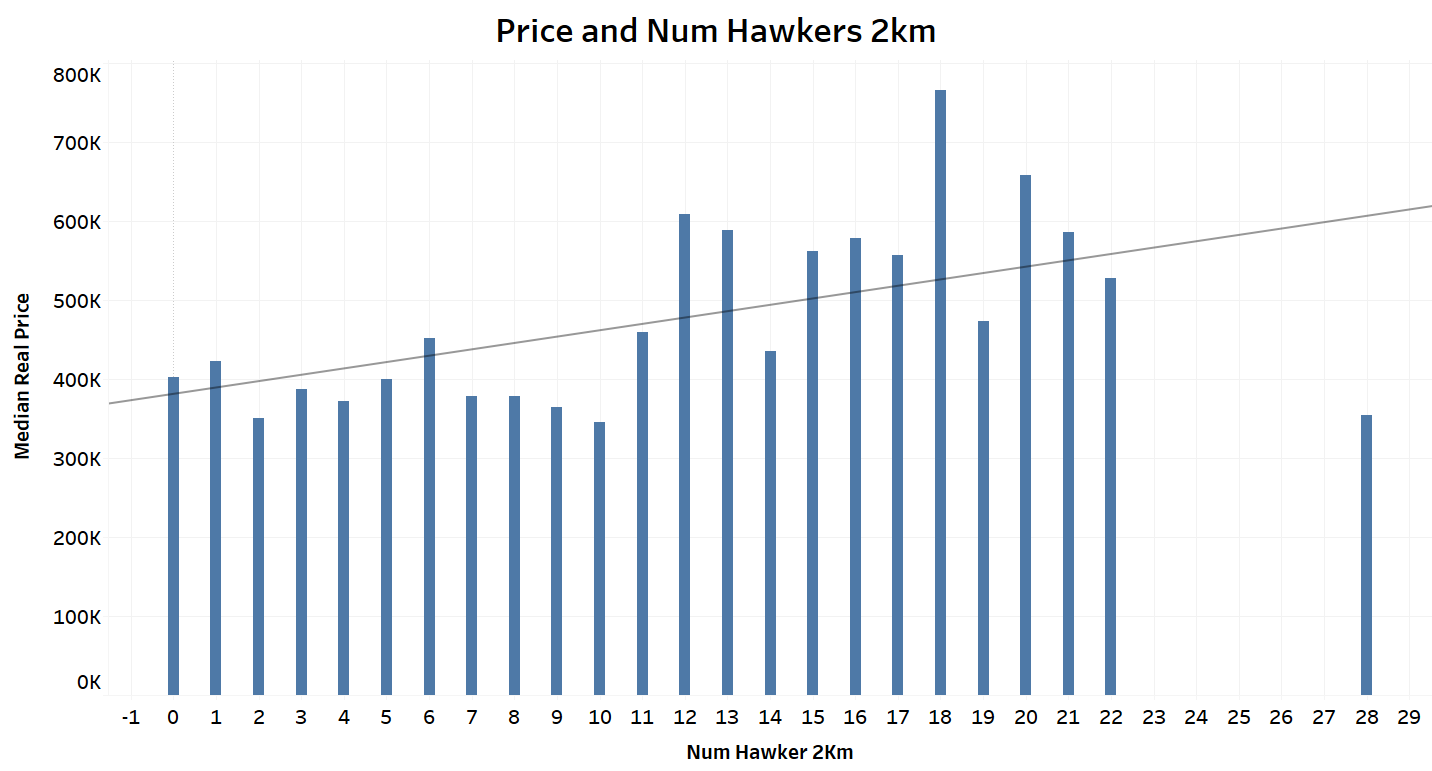 Price and Num Hawkers 2km
800K
700K
600K
500K
400K
300K
200K
100K
0K
Median Real Price
-1 0 1 2 3 4 5 6 7 8 9 10 11 12 13 14 15 16 17 18 19 20 21 22 23 24 25 26 27 28 29
Num Hawker 2Km